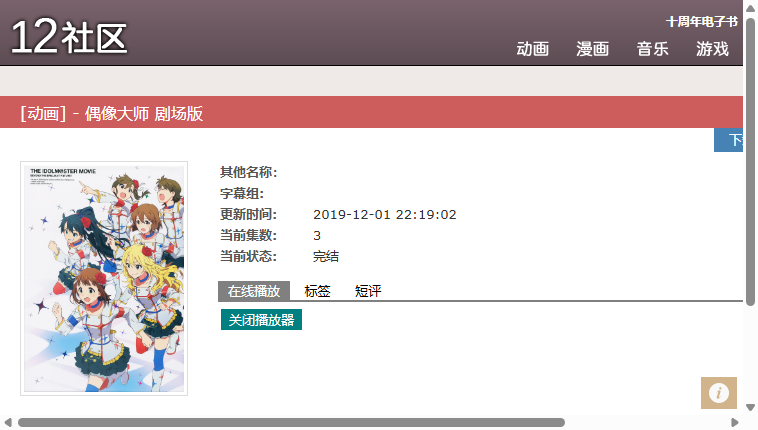 12社区
十周年电子书
动画 漫画 音乐 游戏
[动画] - 偶像大师 剧场版
下
THE IDOLM@STER MOVIE
其他名称：
字幕组：
更新时间： 2019-12-01 22:19:02
当前集数： 3
当前状态： 完结
在线播放 标签 短评
关闭播放器
i